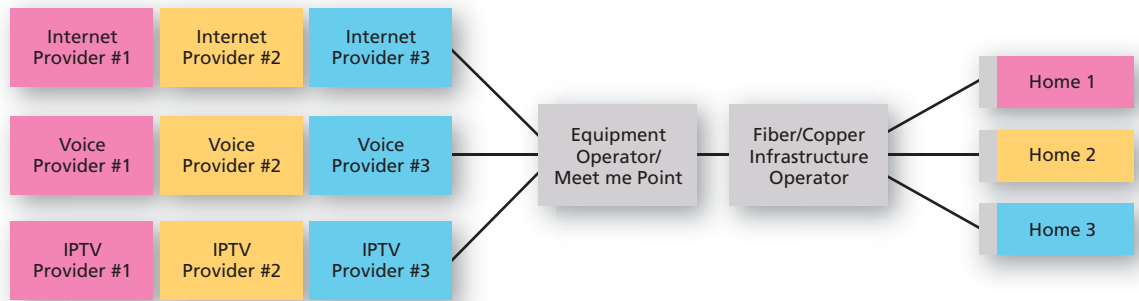 Internet
Provider #1
Internet
Provider #2
Internet
Provider #3
Voice
Provider #1
Voice
Provider #2
Voice
Provider #3
IPTV
Provider #1
IPTV
Provider #2
IPTV
Provider #3
Equipment
Operator/
Meet me Point
Fiber/Copper
Infrastructure
Operator
Home 1
Home 2
Home 3